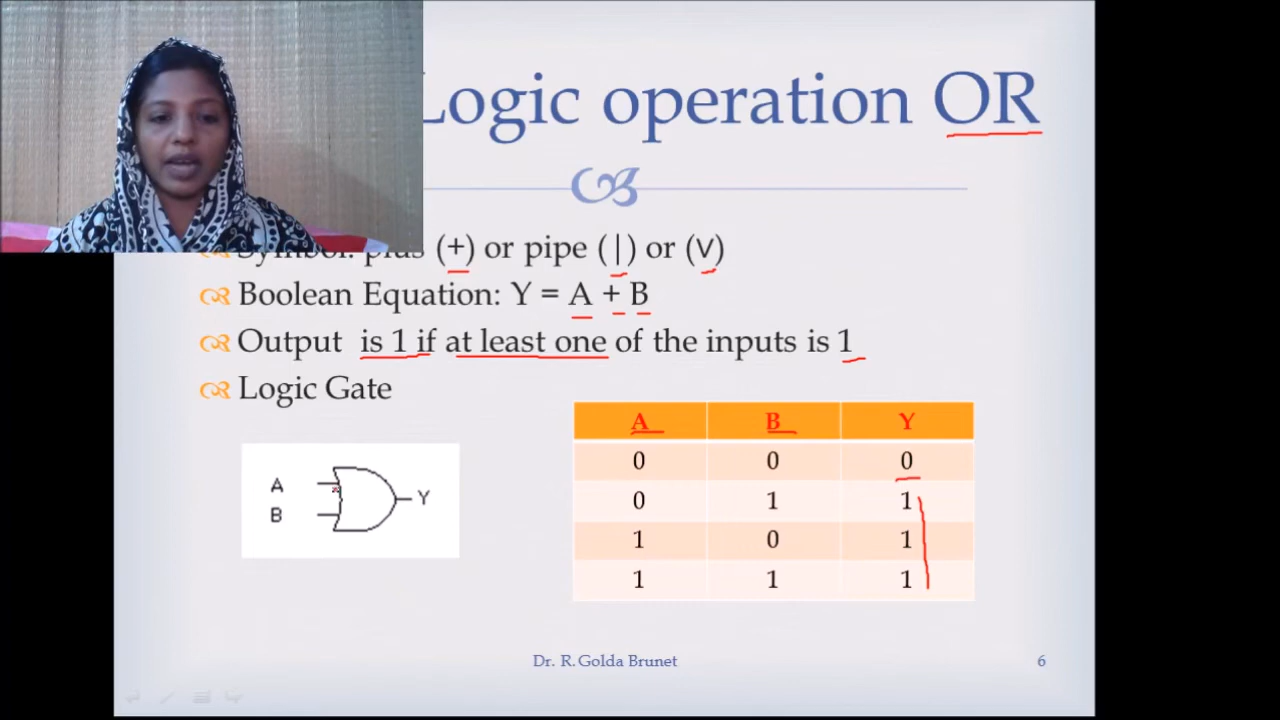 Logic operation OR
Symbol: plus (+) or pipe (|) or (V)
Boolean Equation: Y = A + B
Output is 1 if at least one of the inputs is 1
Logic Gate
A B Y
0 0 0
0 1 1
1 0 1
1 1 1
A
B
Y
Dr. R. Golda Brunet
6